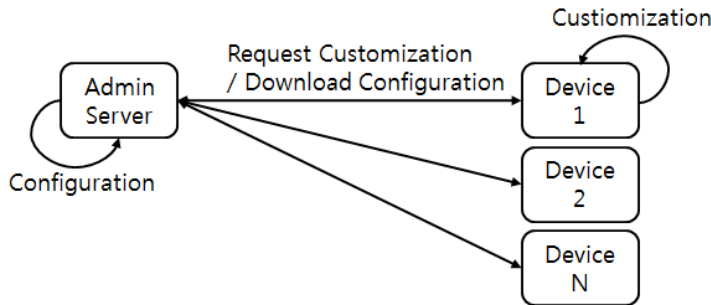 Custiomization
Request Customization
/ Download Configuration
Admin
Server
Device
1
Configuration
Device
2
Device
N